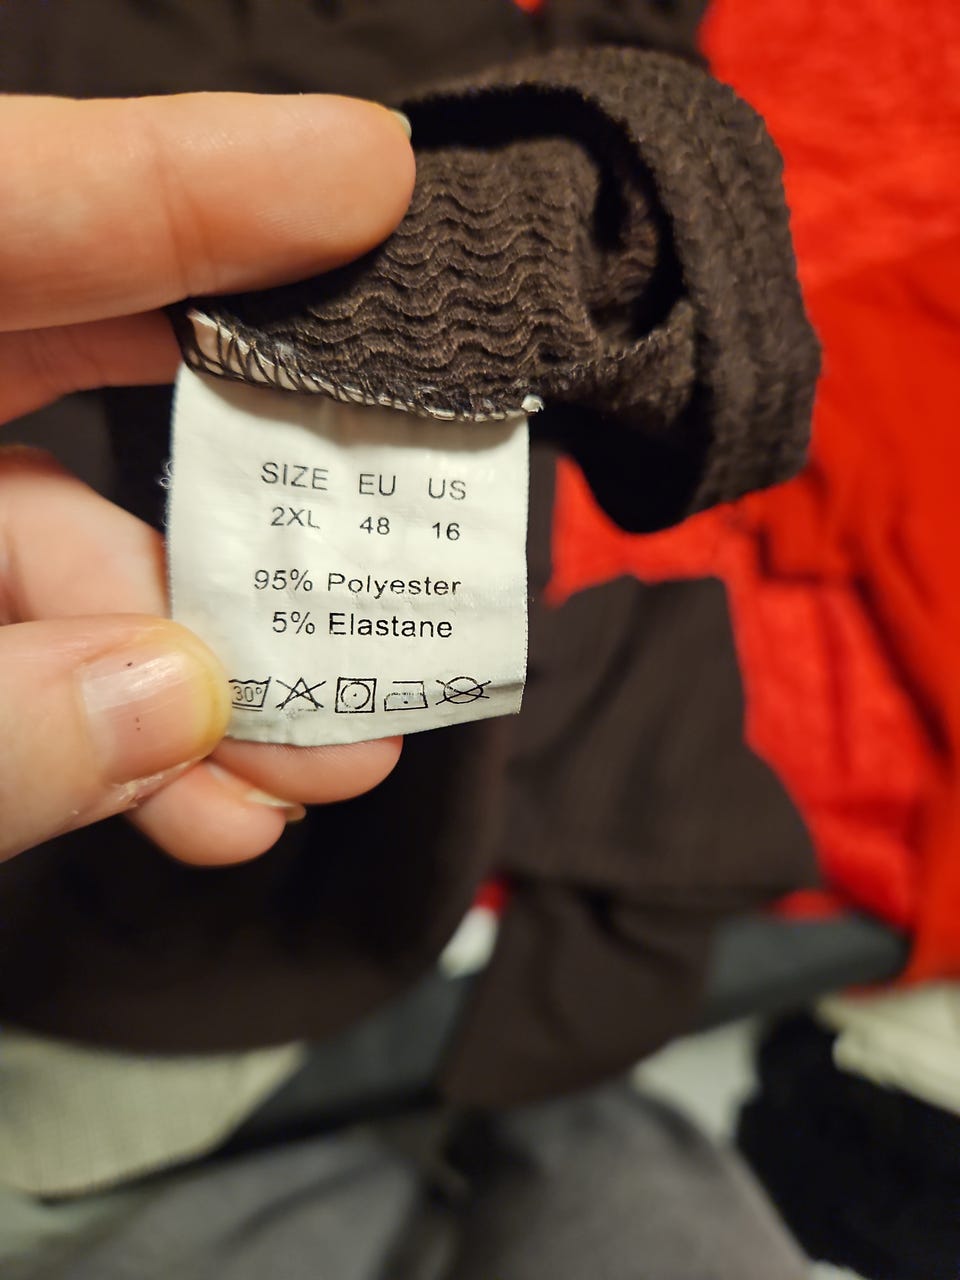 SIZE EU US
2XL 48 16
95% Polyester
5% Elastane
30°